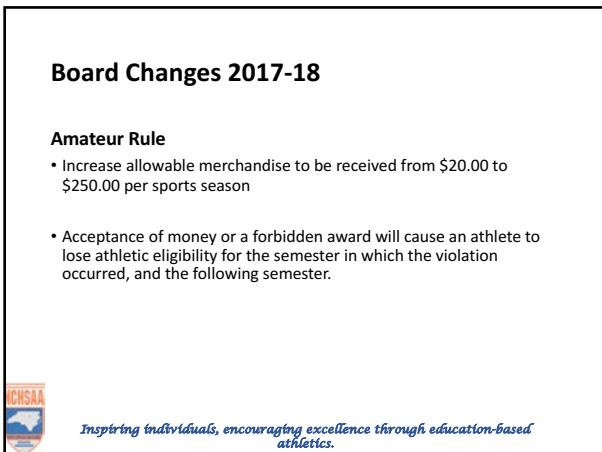 Board Changes 2017-18
Amateur Rule
• Increase allowable merchandise to be received from $20.00 to
$250.00 per sports season
• Acceptance of money or a forbidden award will cause an athlete to
lose athletic eligibility for the semester in which the violation
occurred, and the following semester.
NCHSAA
Inspiring individuals, encouraging excellence through education-based
athletics.